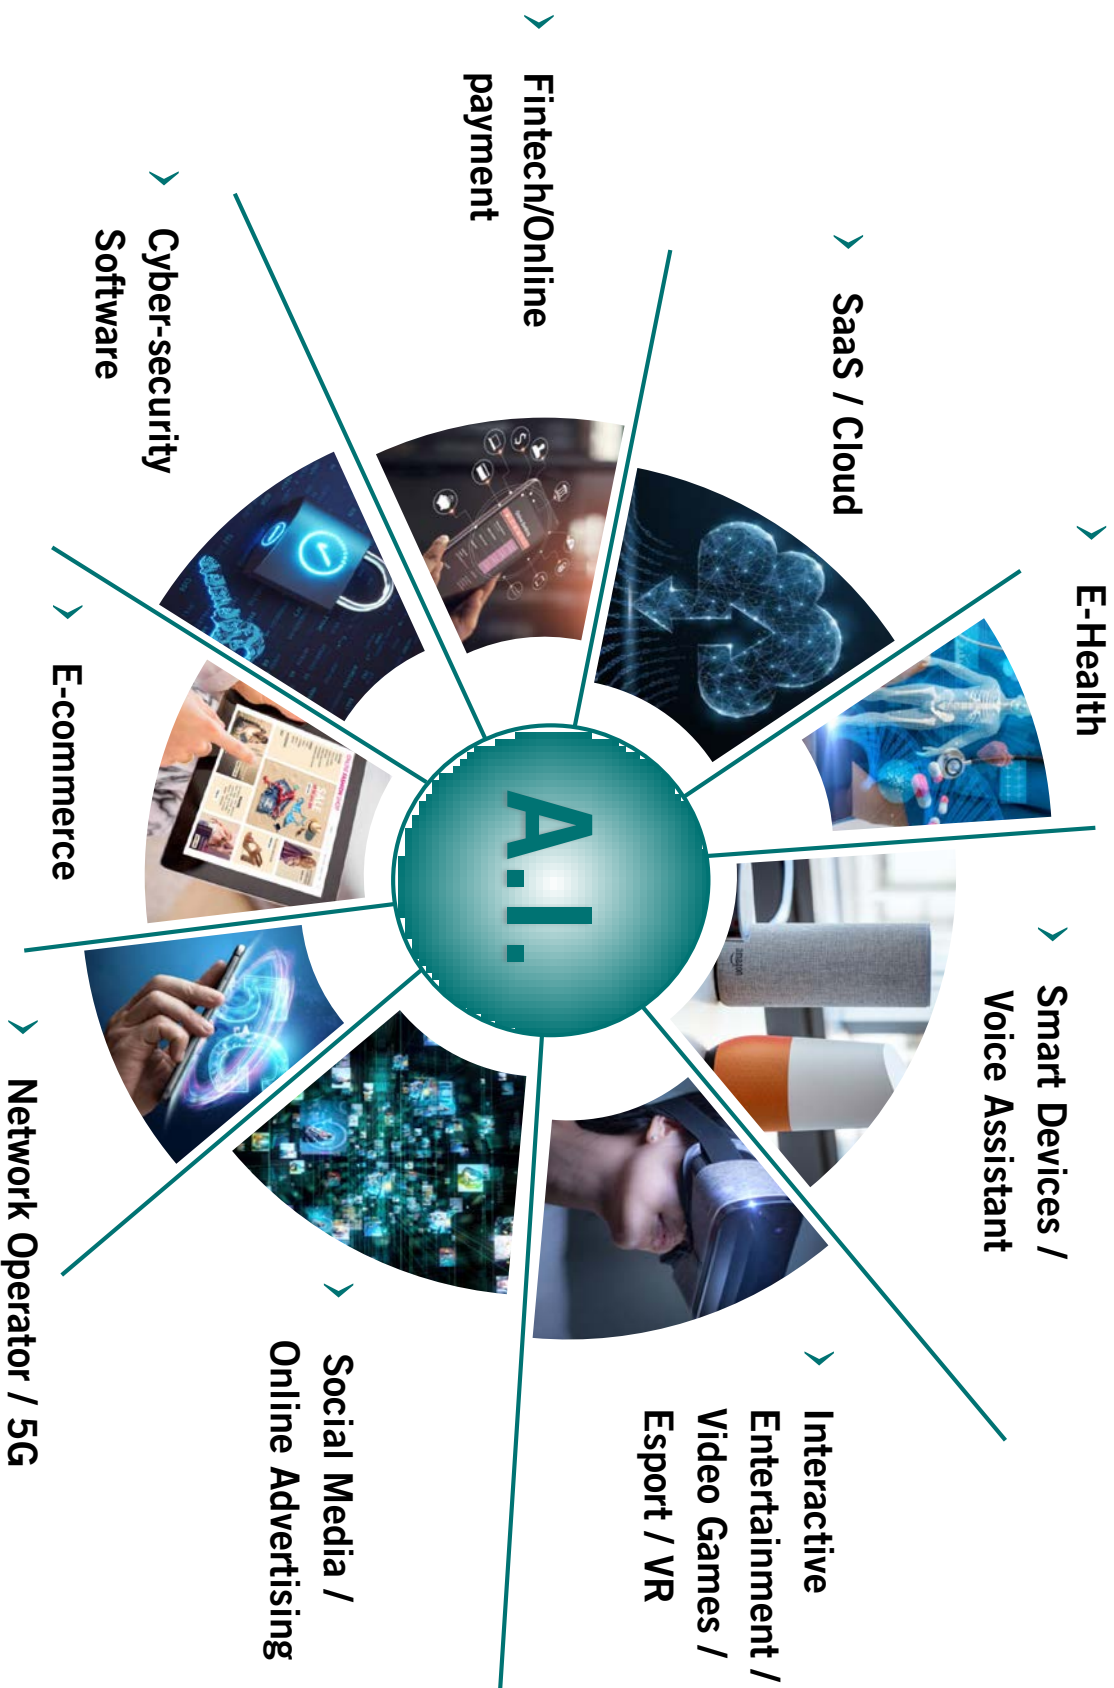 E-Health
Smart Devices /
Voice Assistant
SaaS / Cloud
Interactive
Entertainment /
Video Games /
Esport / VR
Fintech/Online
payment
A.I.
amazon
Social Media /
Online Advertising
Cyber-security
Software
E-commerce
Network Operator / 5G